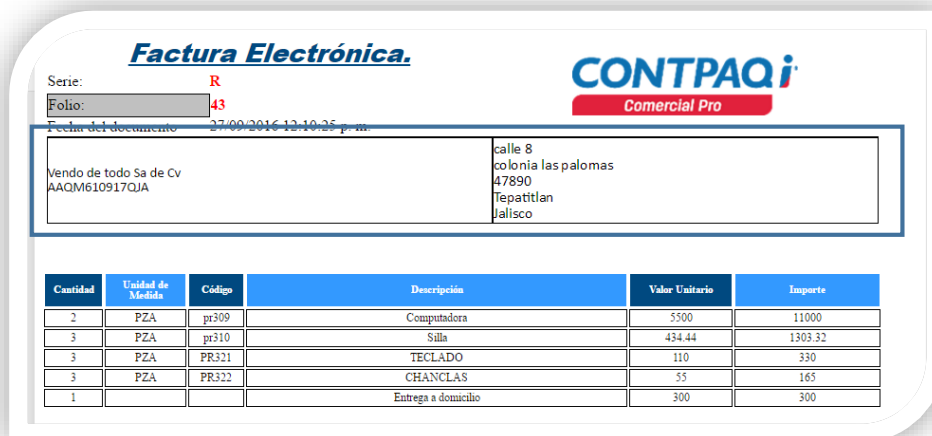 Factura Electrónica.
CONTPAQi
Comercial Pro
Serie: R
Folio: 43
Fecha del documento 27/09/2016 12:10:25 p. m.
Vendo de todo Sa de Cv
AAQM610917QJA
calle 8
colonia las palomas
47890
Tepatitlan
Jalisco
Cantidad Unidad de Medida Código Descripción Valor Unitario Importe
2 PZA pr309 Computadora 5500 11000
3 PZA pr310 Silla 434.44 1303.32
3 PZA PR321 TECLADO 110 330
3 PZA PR322 CHANCLAS 55 165
1 Entrega a domicilio 300 300